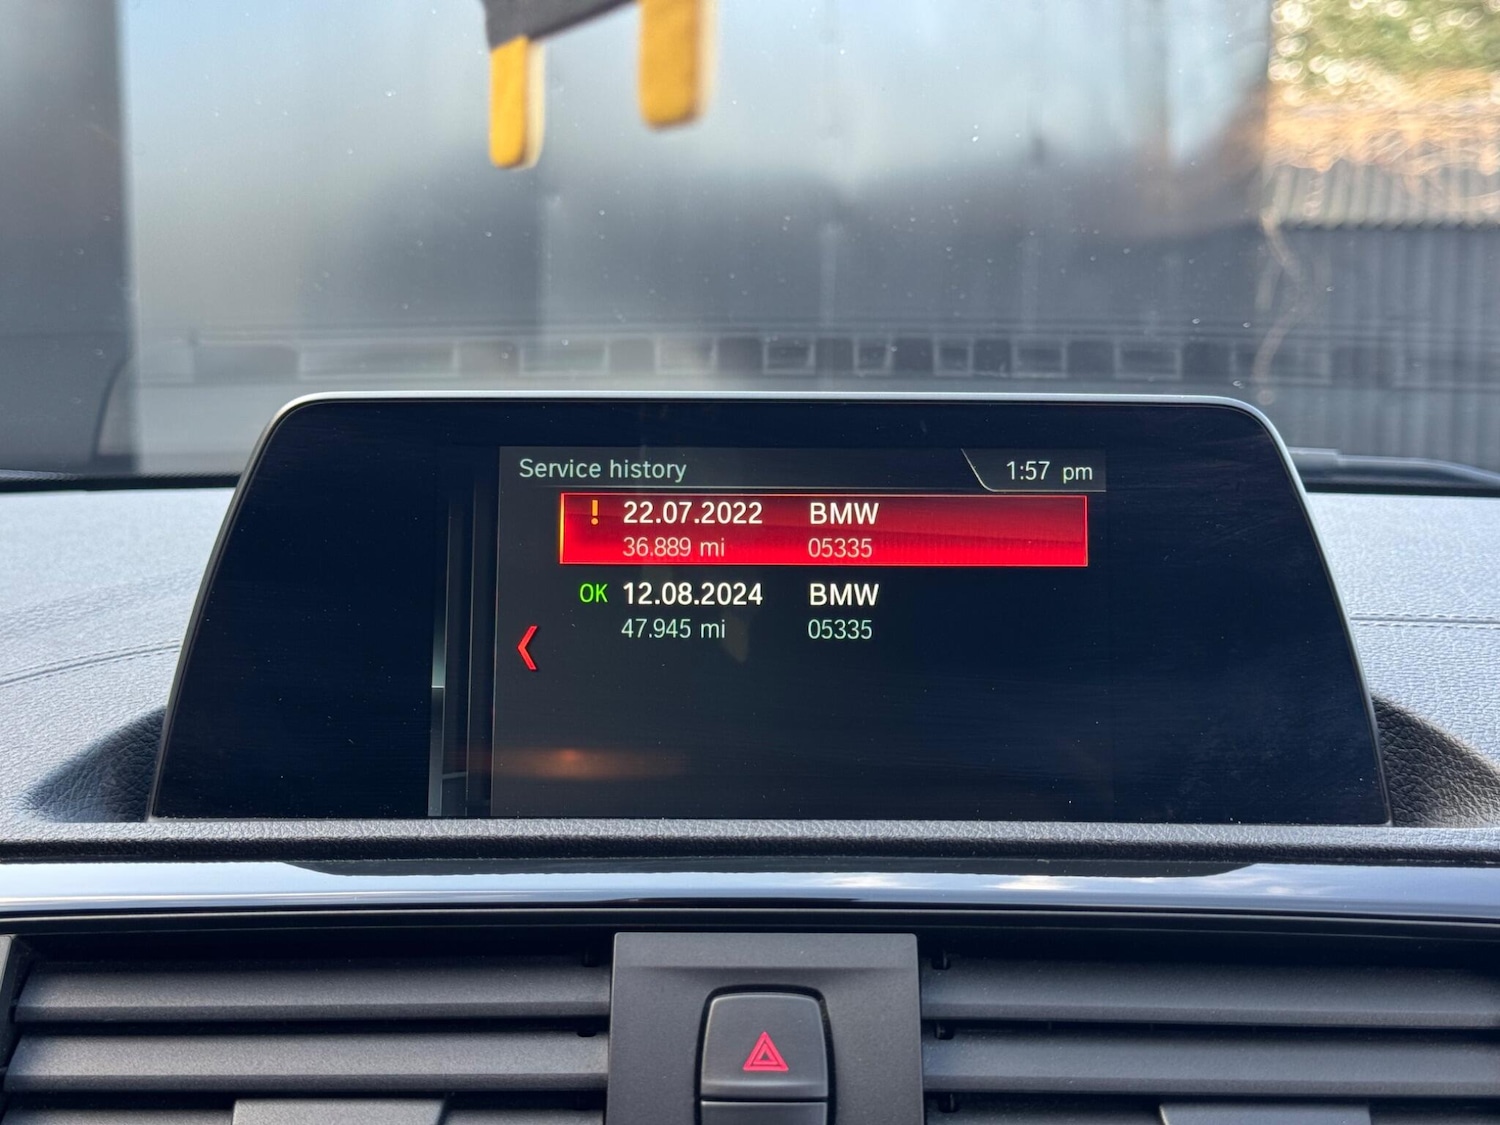 Service history 1:57 pm
! 22.07.2022 BMW
36.889 mi 05335
OK 12.08.2024 BMW
47.945 mi 05335